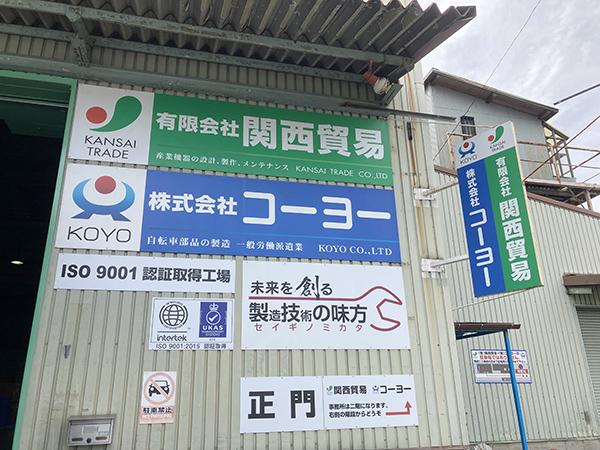 KANSAI
TRADE
有限会社 関西貿易
産業機器の設計、製作、メンテナンス KANSAI TRADE CO.,LTD
KOYO
株式会社 コーヨー
自転車部品の製造 一般労働派遣業 KOYO CO.,LTD
ISO 9001 認証取得工場
intertek
UKAS
ISO 9001:2015 認証取得
未来を創る
製造技術の味方
セイギノミカタ
駐車禁止
正門
関西貿易 コーヨー
事務所は二階になります。
右側の階段からどうぞ
KOYO
株式会社 コーヨー
KANSAI
TRADE
有限会社 関西貿易